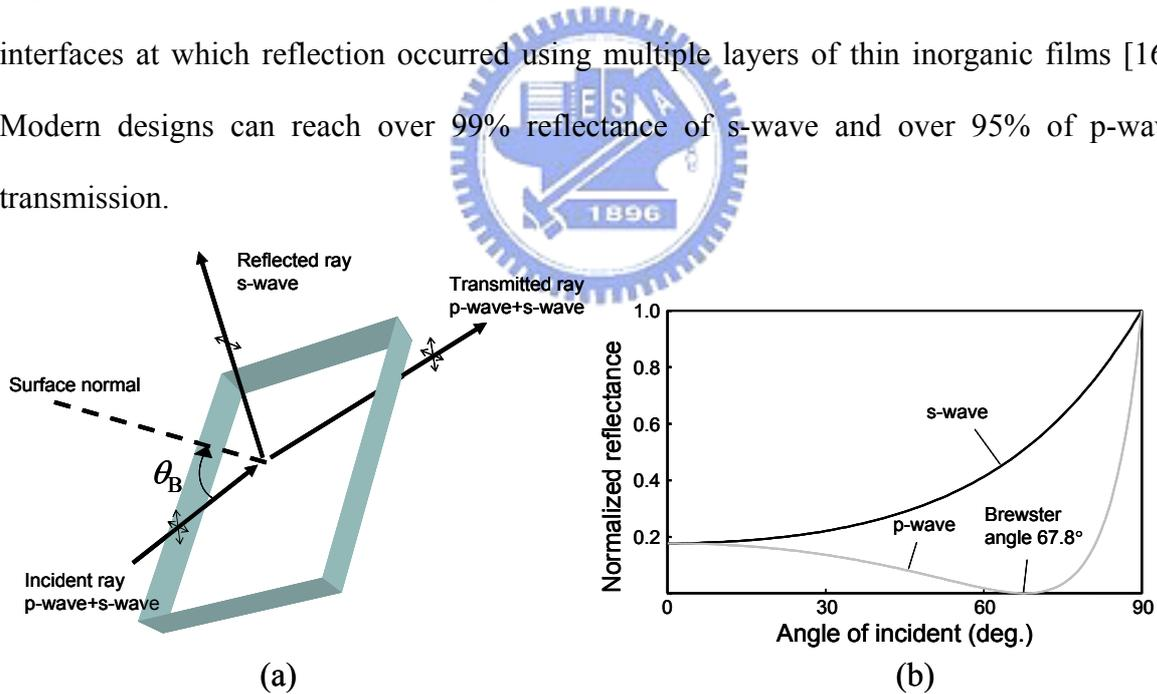 interfaces at which reflection occurred using multiple layers of thin inorganic films [16
Modern designs can reach over 99% reflectance of s-wave and over 95% of p-wav
transmission.
E S A
1896
Reflected ray
s-wave
Transmitted ray
p-wave+s-wave
Surface normal
θB
Incident ray
p-wave+s-wave
(a)
Normalized reflectance
1.0
0.8
0.6
0.4
0.2
s-wave
p-wave
Brewster
angle 67.8°
0
30
60
90
Angle of incident (deg.)
(b)